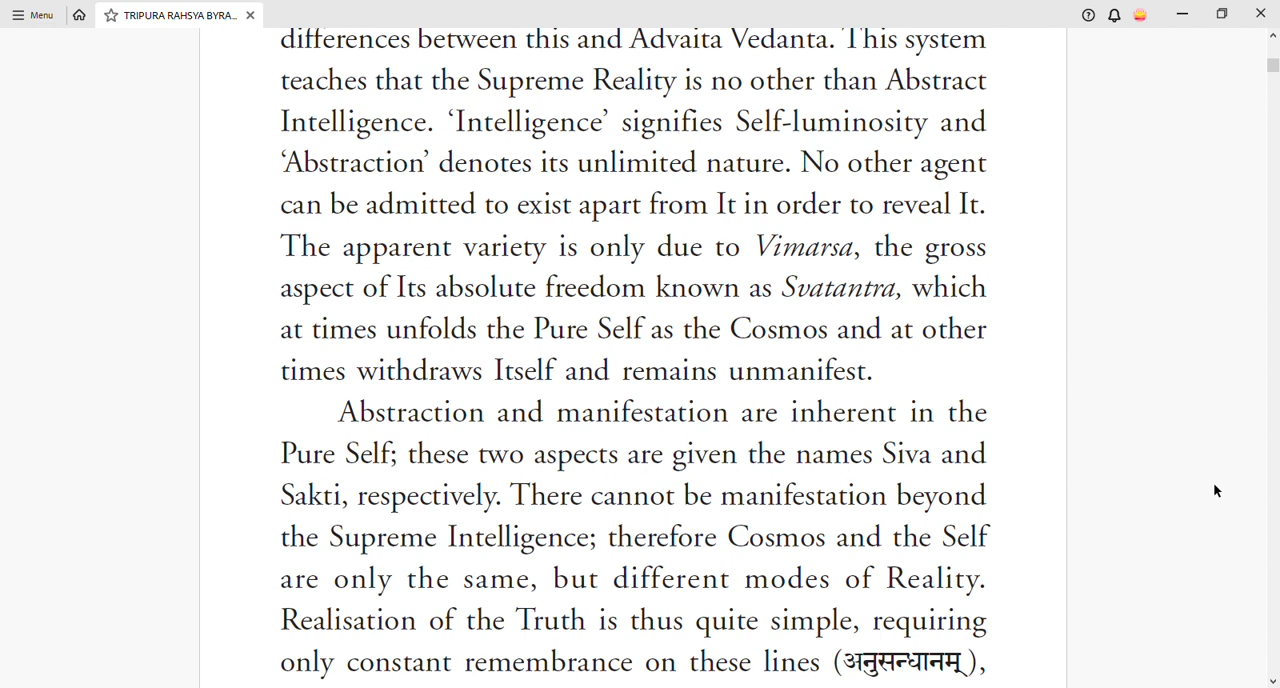 Menu
TRIPURA RAHSYA BYRA...
differences between this and Advaita Vedanta. This system
teaches that the Supreme Reality is no other than Abstract
Intelligence. ‘Intelligence’ signifies Self-luminosity and
‘Abstraction’ denotes its unlimited nature. No other agent
can be admitted to exist apart from It in order to reveal It.
The apparent variety is only due to Vimarsa, the gross
aspect of Its absolute freedom known as Svatantra, which
at times unfolds the Pure Self as the Cosmos and at other
times withdraws Itself and remains unmanifest.
Abstraction and manifestation are inherent in the
Pure Self; these two aspects are given the names Siva and
Sakti, respectively. There cannot be manifestation beyond
the Supreme Intelligence; therefore Cosmos and the Self
are only the same, but different modes of Reality.
Realisation of the Truth is thus quite simple, requiring
only constant remembrance on these lines (अनुसन्धानम्),